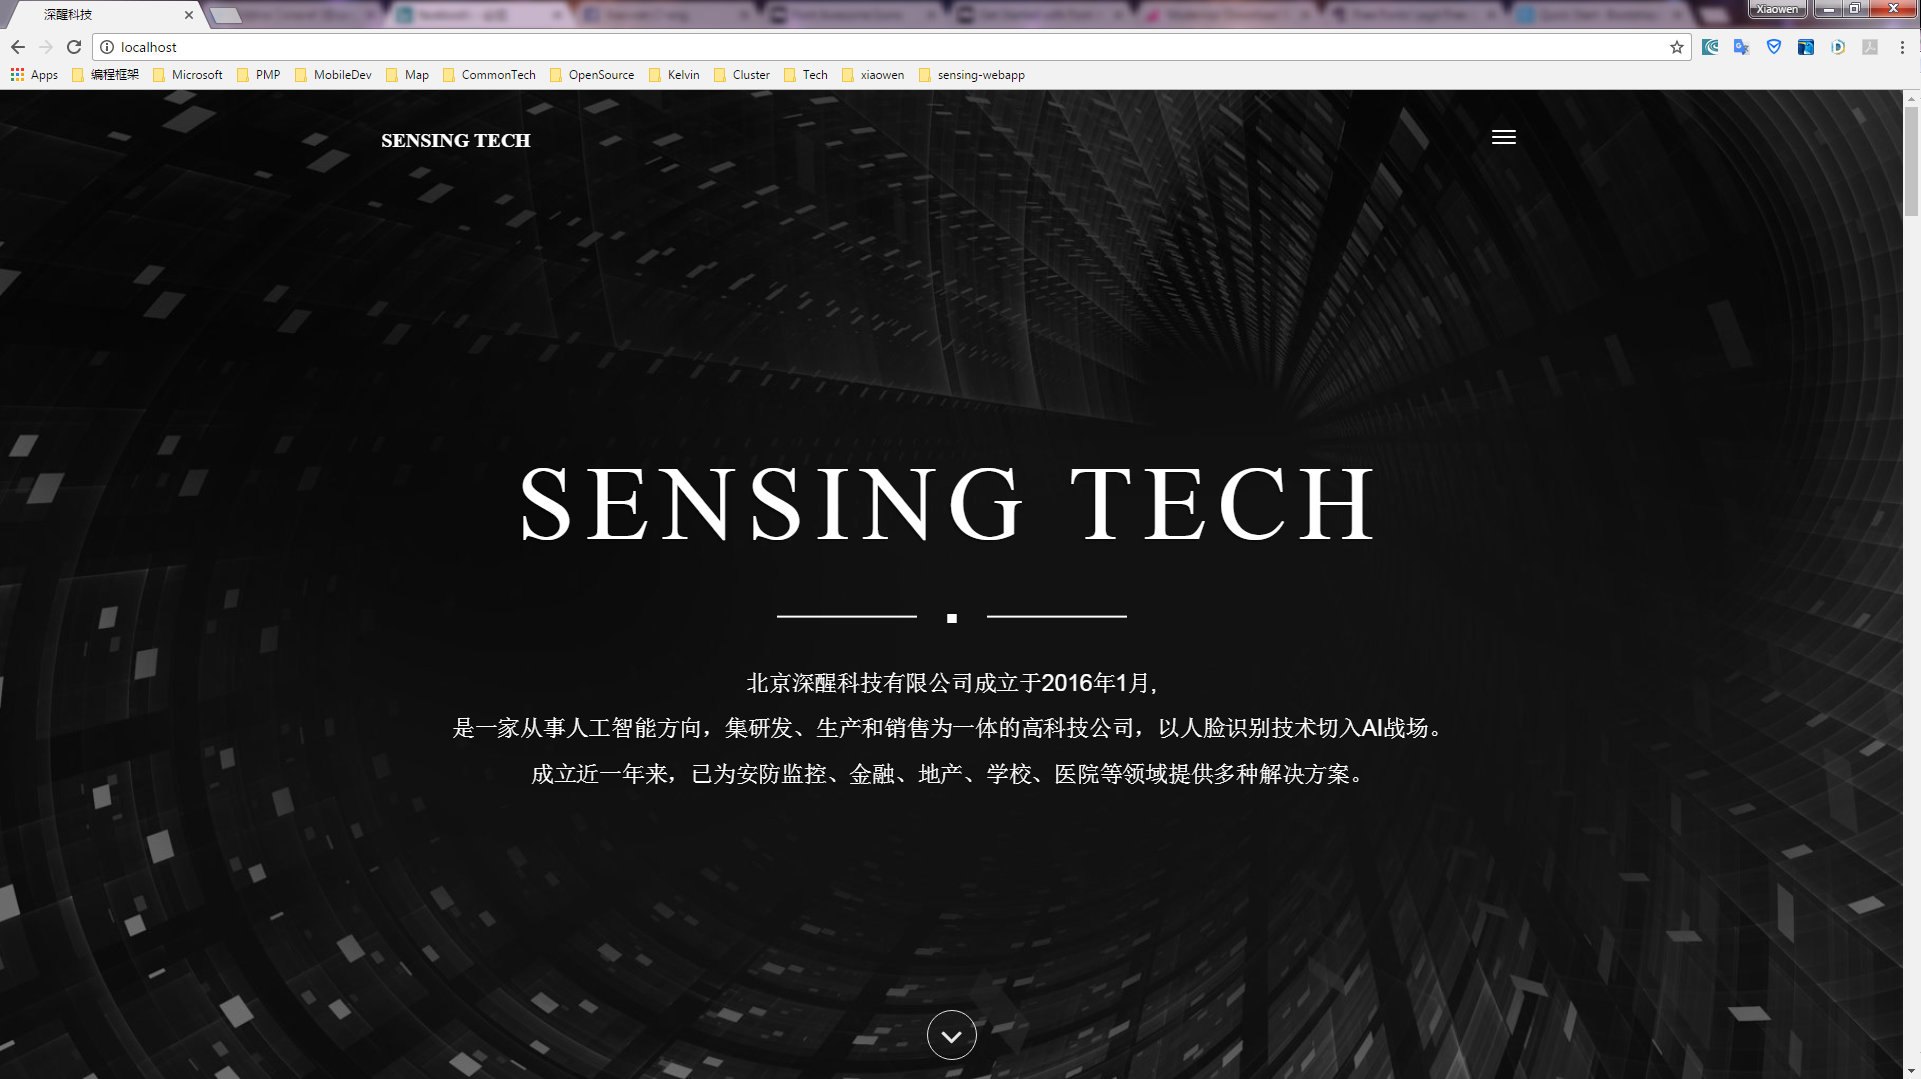 深醒科技
Xiaowen
localhost
Apps 编程框架 Microsoft PMP MobileDev Map CommonTech OpenSource Kelvin Cluster Tech xiaowen sensing-webapp
SENSING TECH
SENSING TECH
北京深醒科技有限公司成立于2016年1月,
是一家从事人工智能方向，集研发、生产和销售为一体的高科技公司，以人脸识别技术切入AI战场。
成立近一年来，已为安防监控、金融、地产、学校、医院等领域提供多种解决方案。